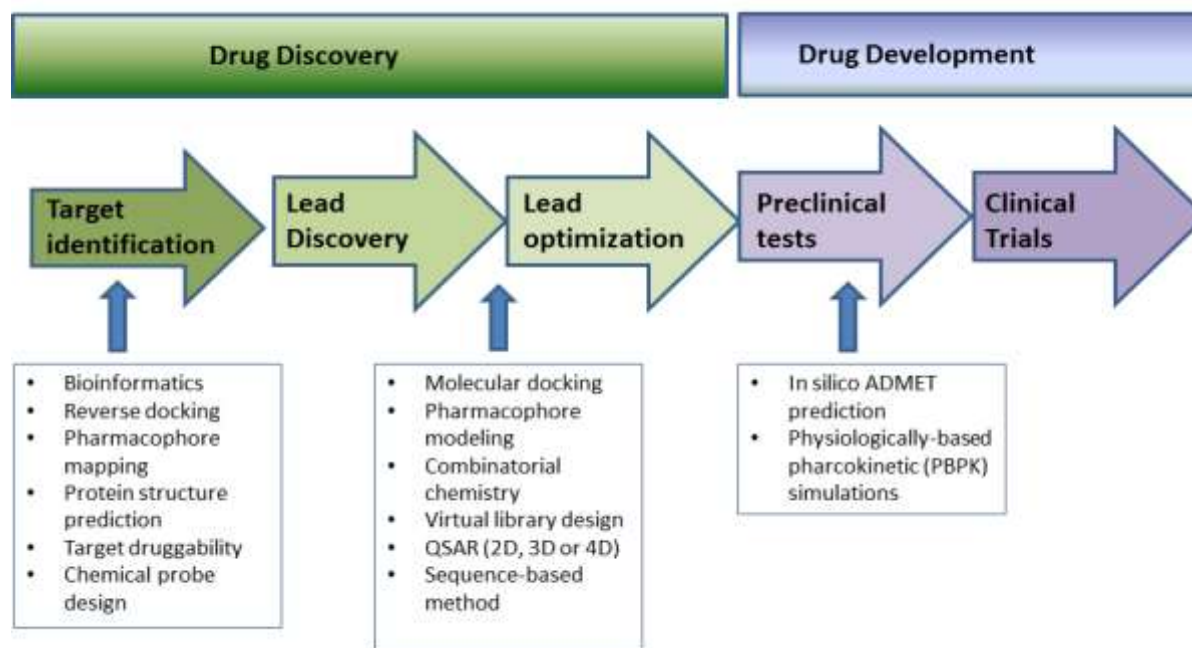 Drug Discovery
Drug Development
Target
identification
Lead
Discovery
Lead
optimization
Preclinical
tests
Clinical
Trials
• Bioinformatics
• Reverse docking
• Pharmacophore
mapping
• Protein structure
prediction
• Target druggability
• Chemical probe
design
• Molecular docking
• Pharmacophore
modeling
• Combinatorial
chemistry
• Virtual library design
• QSAR (2D, 3D or 4D)
• Sequence-based
method
• In silico ADMET
prediction
• Physiologically-based
pharcokinetic (PBPK)
simulations